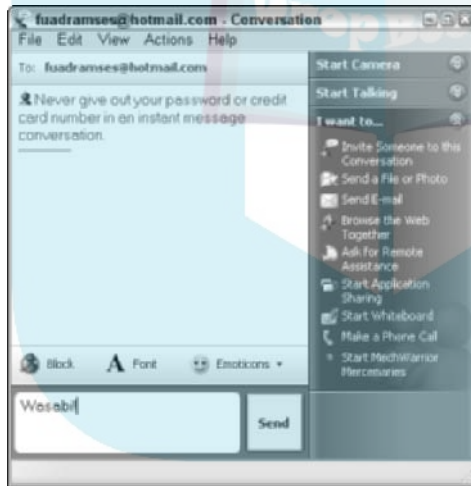 fuadramses@hotmail.com - Conversation
File Edit View Actions Help
To: fuadramses@hotmail.com
Never give out your password or credit
card number in an instant message
conversation.
Block Font Emoticons
Wasabi!
Send
Start Camera
Start Talking
I want to...
Invite Someone to this
Conversation
Send a File or Photo
Send E-mail
Browse the Web
Together
Ask for Remote
Assistance
Start Application
Sharing
Start Whiteboard
Make a Phone Call
Start MechWarrior
Mercenaries